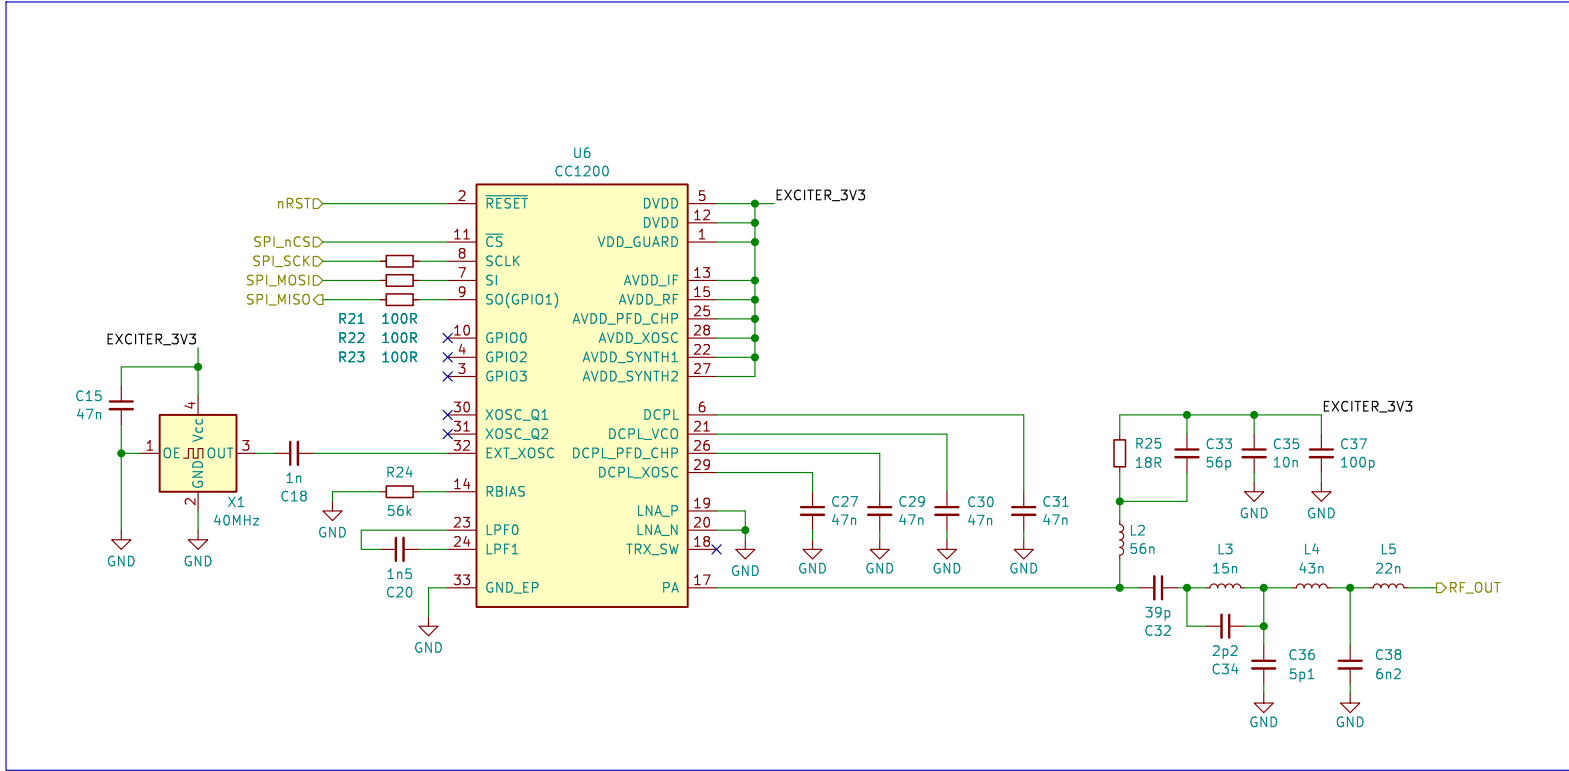 U6
CC1200
nRST
2
RESET
DVDD
5
EXCITER_3V3
DVDD
12
SPI_nCS
11
CS
VDD_GUARD
1
SPI_SCK
8
SCLK
SPI_MOSI
7
SI
AVDD_IF
13
SPI_MISO
9
SO(GPIO1)
AVDD_RF
15
R21 100R
AVDD_PFD_CHP
25
R22 100R
10
GPIO0
AVDD_XOSC
28
R23 100R
4
GPIO2
AVDD_SYNTH1
22
3
GPIO3
AVDD_SYNTH2
27
EXCITER_3V3
C15
47n
4
Vcc
1
OE
OUT
3
GND
2
X1
40MHz
GND
GND
1n
C18
30
XOSC_Q1
DCPL
6
31
XOSC_Q2
DCPL_VCO
21
32
EXT_XOSC
DCPL_PFD_CHP
26
DCPL_XOSC
29
R24
56k
GND
14
RBIAS
LNA_P
19
23
LPF0
LNA_N
20
24
LPF1
TRX_SW
18
1n5
C20
33
GND_EP
PA
17
GND
GND
C27
47n
GND
C29
47n
GND
C30
47n
GND
C31
47n
GND
EXCITER_3V3
R25
18R
C33
56p
C35
10n
GND
C37
100p
GND
L2
56n
L3
15n
L4
43n
L5
22n
RF_OUT
39p
C32
2p2
C34
C36
5p1
GND
C38
6n2
GND